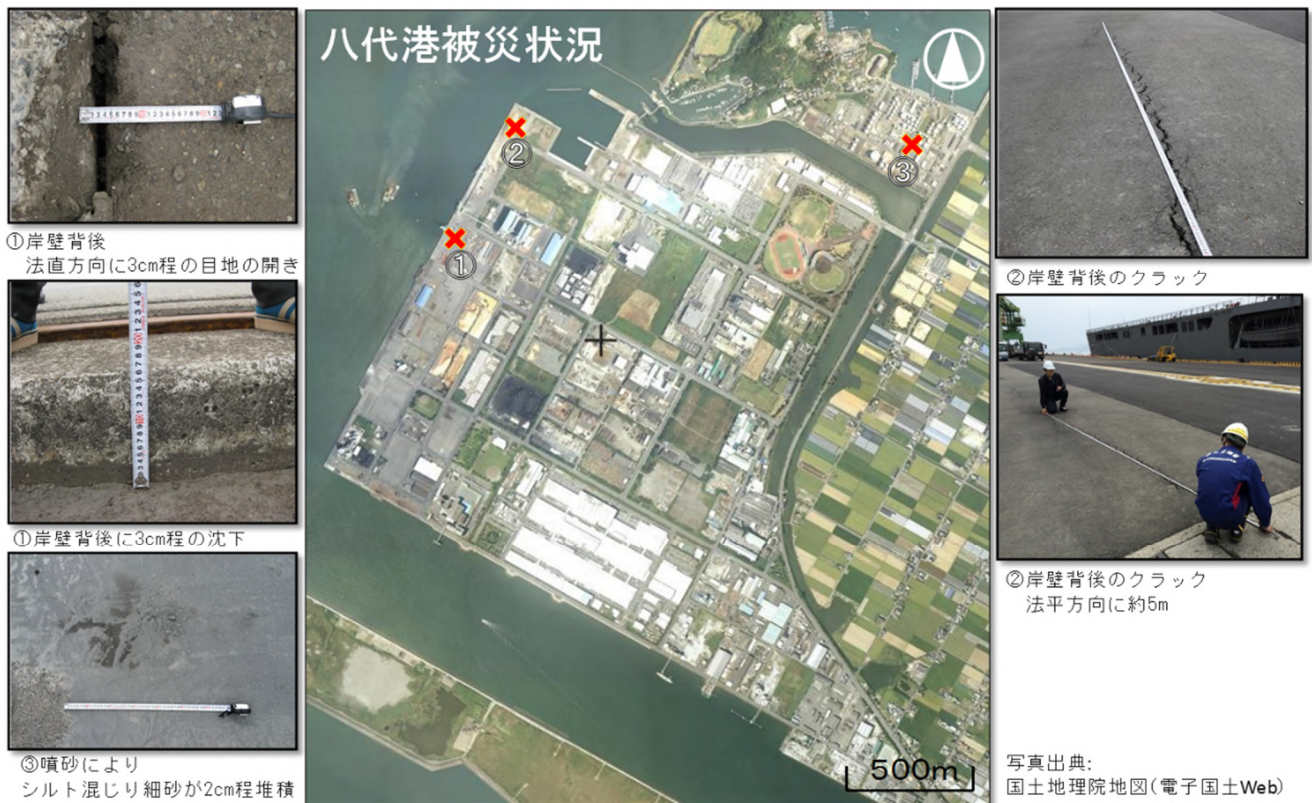 八代港被災状況
①岸壁背後
法直方向に3cm程の目地の開き
①岸壁背後に3cm程の沈下
③噴砂により
シルト混じり細砂が2cm程堆積
②
①
③
500m
②岸壁背後のクラック
②岸壁背後のクラック
法平方向に約5m
写真出典:
国土地理院地図(電子国土Web)